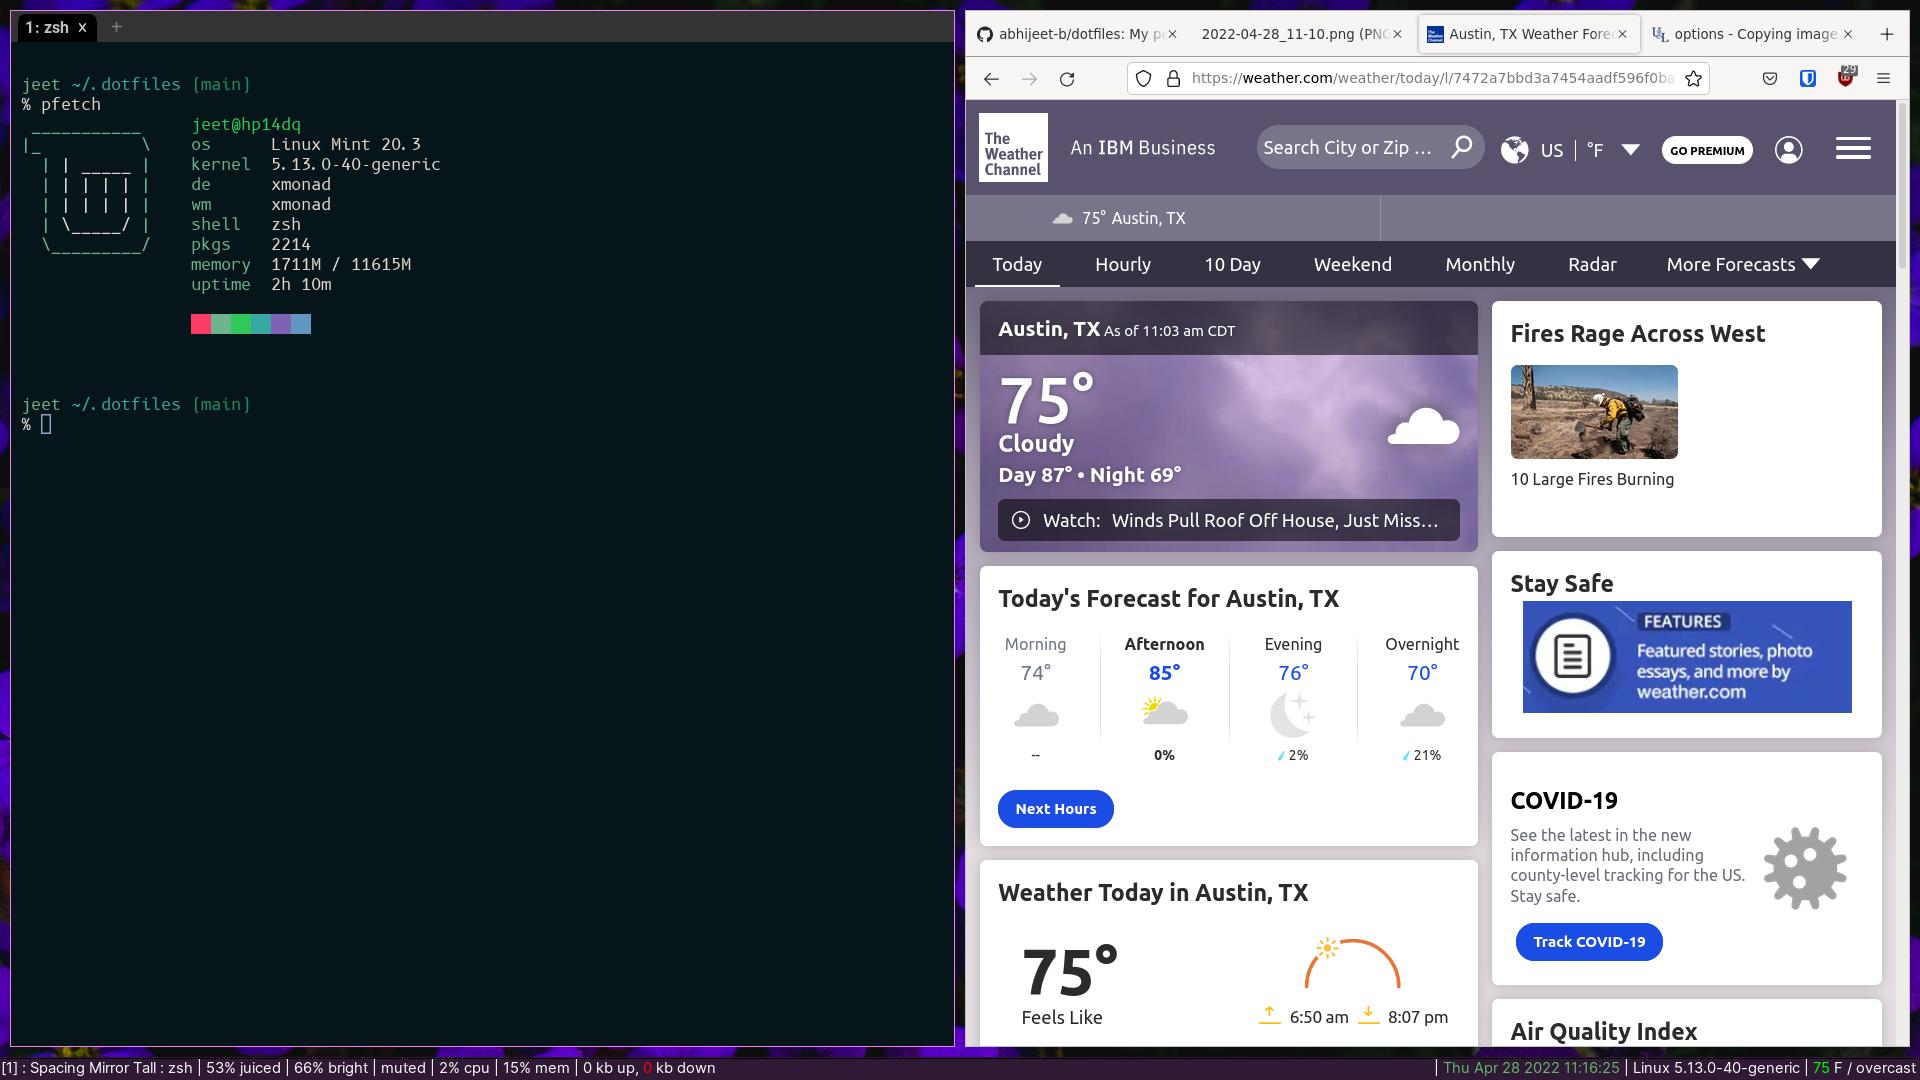 1: zsh x +
jeet ~/.dotfiles [main]
% pfetch
jeet@hp14dq
os Linux Mint 20.3
kernel 5.13.0-40-generic
de xmonad
wm xmonad
shell zsh
pkgs 2214
memory 1711M / 11615M
uptime 2h 10m
jeet ~/.dotfiles [main]
%
abhijeet-b/dotfiles: My p
2022-04-28_11-10.png (PNG
Austin, TX Weather Forec
options - Copying image
https://weather.com/weather/today/l/7472a7bbd3a7454aadf596f0ba
29
The Weather Channel
An IBM Business
Search City or Zip ...
US | °F
GO PREMIUM
75° Austin, TX
Today Hourly 10 Day Weekend Monthly Radar More Forecasts
Austin, TX As of 11:03 am CDT
75°
Cloudy
Day 87° • Night 69°
Watch: Winds Pull Roof Off House, Just Miss...
Today's Forecast for Austin, TX
Morning Afternoon Evening Overnight
74° 85° 76° 70°
-- 0% 2% 21%
Next Hours
Weather Today in Austin, TX
75°
Feels Like
6:50 am 8:07 pm
Fires Rage Across West
10 Large Fires Burning
Stay Safe
FEATURES
Featured stories, photo
essays, and more by
weather.com
COVID-19
See the latest in the new
information hub, including
county-level tracking for the US.
Stay safe.
Track COVID-19
Air Quality Index
[1] : Spacing Mirror Tall : zsh | 53% juiced | 66% bright | muted | 2% cpu | 15% mem | 0 kb up, 0 kb down
| Thu Apr 28 2022 11:16:25 | Linux 5.13.0-40-generic | 75 F / overcast